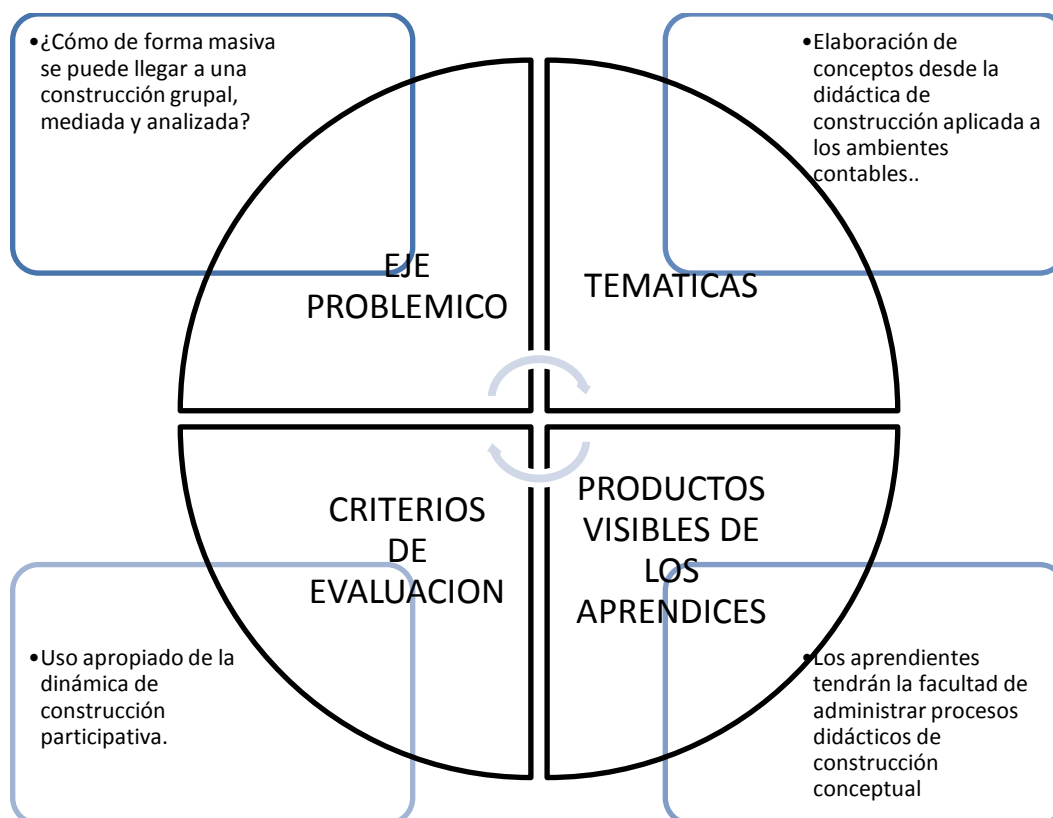 •¿Cómo de forma masiva
se puede llegar a una
construcción grupal,
mediada y analizada?
•Elaboración de
conceptos desde la
didáctica de
construcción aplicada a
los ambientes
contables..
EJE
PROBLEMICO
TEMATICAS
CRITERIOS
DE
EVALUACION
PRODUCTOS
VISIBLES DE
LOS
APRENDICES
•Uso apropiado de la
dinámica de
construcción
participativa.
•Los aprendientes
tendrán la facultad de
administrar procesos
didácticos de
construcción
conceptual